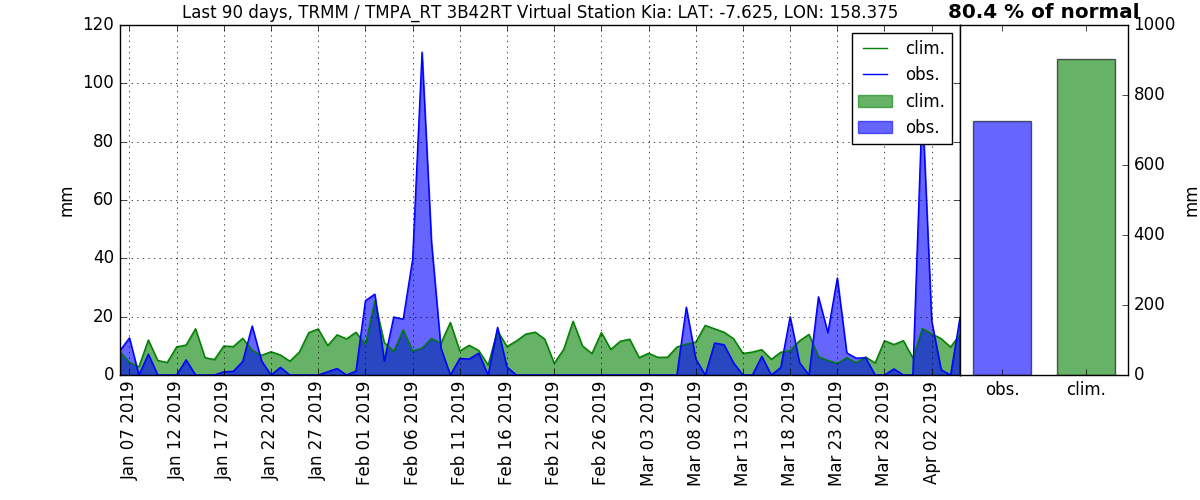 Last 90 days, TRMM / TMPA_RT 3B42RT Virtual Station Kia: LAT: -7.625, LON: 158.375
80.4 % of normal
120
100
80
60
40
20
0
mm
clim.
obs.
clim.
obs.
Jan 07 2019
Jan 12 2019
Jan 17 2019
Jan 22 2019
Jan 27 2019
Feb 01 2019
Feb 06 2019
Feb 11 2019
Feb 16 2019
Feb 21 2019
Feb 26 2019
Mar 03 2019
Mar 08 2019
Mar 13 2019
Mar 18 2019
Mar 23 2019
Mar 28 2019
Apr 02 2019
1000
800
600
400
200
0
mm
obs.
clim.